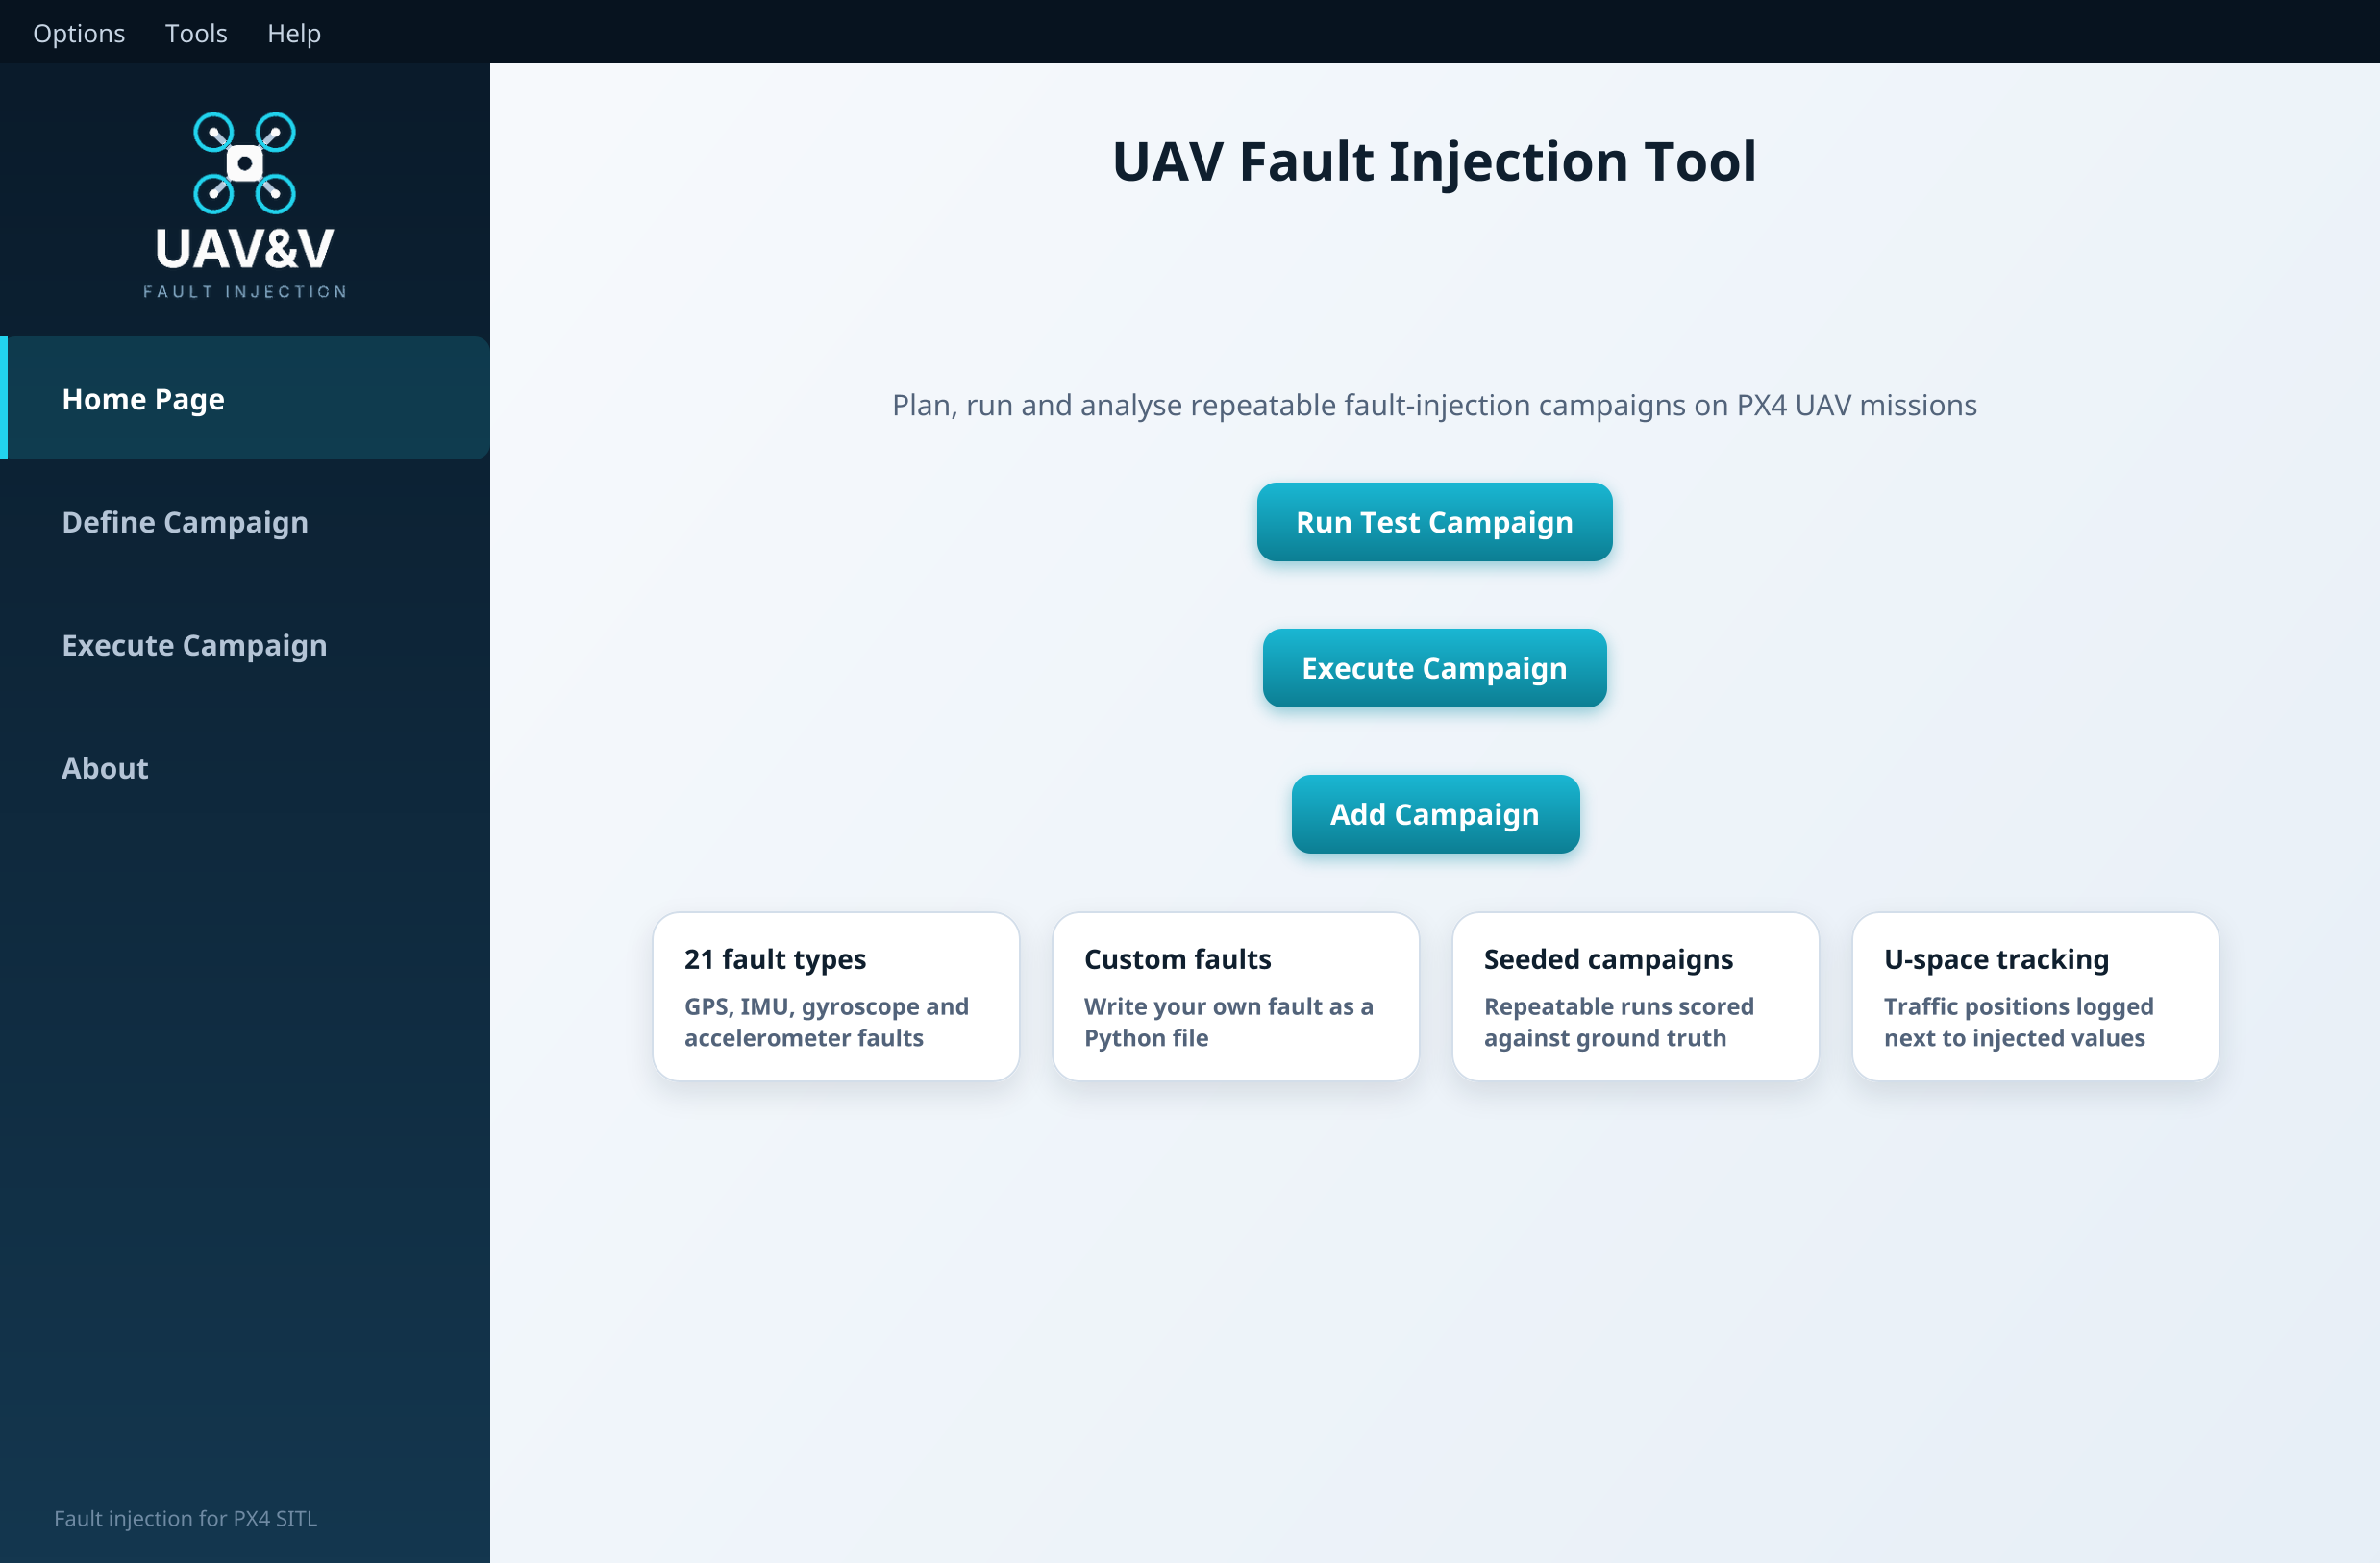 Options Tools Help
UAV&V
FAULT INJECTION
Home Page
Define Campaign
Execute Campaign
About
Fault injection for PX4 SITL
UAV Fault Injection Tool
Plan, run and analyse repeatable fault-injection campaigns on PX4 UAV missions
Run Test Campaign
Execute Campaign
Add Campaign
21 fault types
GPS, IMU, gyroscope and
accelerometer faults
Custom faults
Write your own fault as a
Python file
Seeded campaigns
Repeatable runs scored
against ground truth
U-space tracking
Traffic positions logged
next to injected values